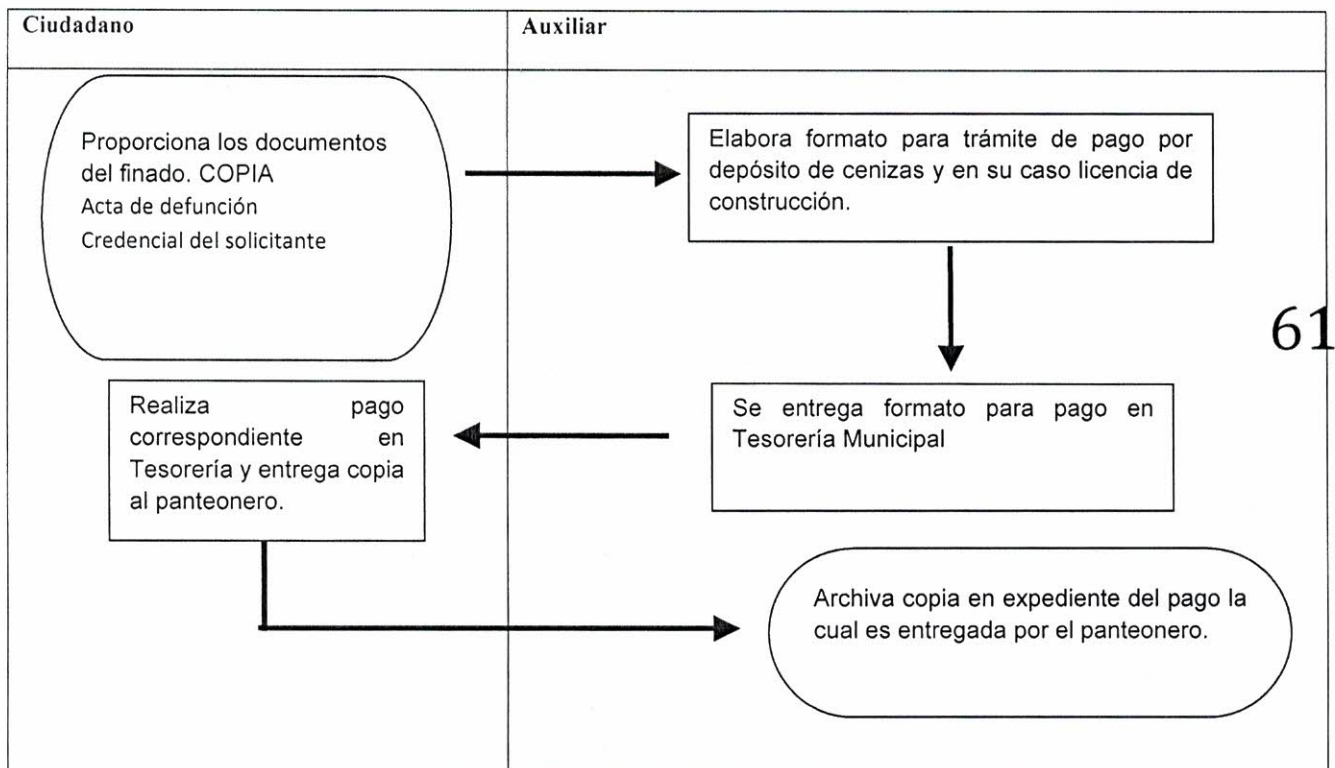 Ciudadano
Auxiliar
Proporciona los documentos
del finado. COPIA
Acta de defunción
Credencial del solicitante
Elabora formato para trámite de pago por
depósito de cenizas y en su caso licencia de
construcción.
61
Se entrega formato para pago en
Tesorería Municipal
Realiza pago
correspondiente en
Tesorería y entrega copia
al panteonero.
Archiva copia en expediente del pago la
cual es entregada por el panteonero.